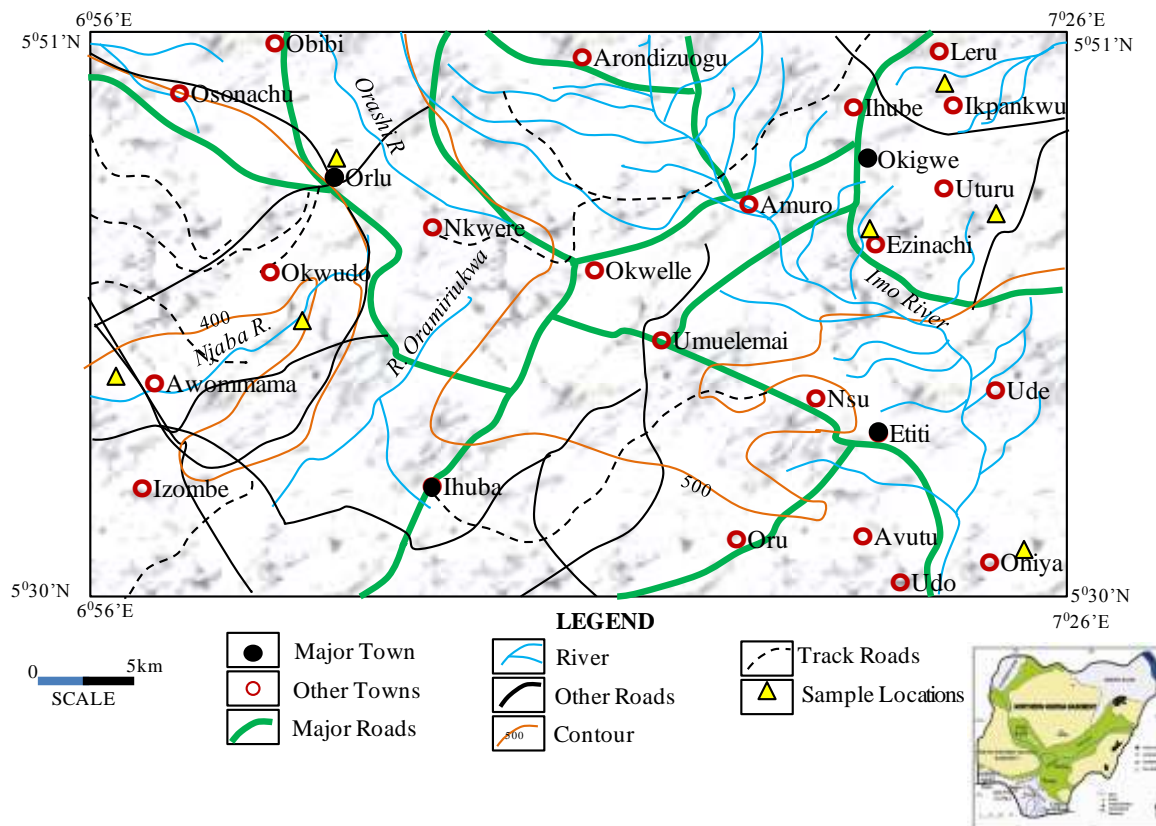 6⁰56'E
7⁰26'E
5⁰51'N
5⁰51'N
Obibi
Leru
Arondizuogu
Osonachu
Ikpankwu
Ihube
Orashi R
Okigwe
Orlu
Uturu
Amuro
Nkwere
Ezinachi
Okwudo
Okwelle
Imo River
400
Njaba R.
R. Oramiriukwa
Umuelemai
Awommama
Nsu
Ude
Etiti
500
Izombe
Ihuba
Oru
Avutu
Oniya
Udo
5⁰30'N
5⁰30'N
6⁰56'E
7⁰26'E
LEGEND
Major Town
River
Track Roads
0 5km
SCALE
Other Towns
Other Roads
Sample Locations
Major Roads
500
Contour